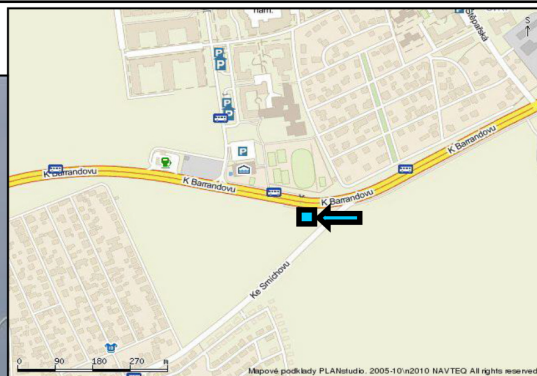 nám.
Štěpařská
S
P
P
P
P
P
K Barrandovu
K Barrandovu
K Barrandovu
K Barrandovu
Ke Smíchovu
0 90 180 270 m
Mapové podklady PLANstudio. 2005-10\n2010 NAVTEQ All rights reserved